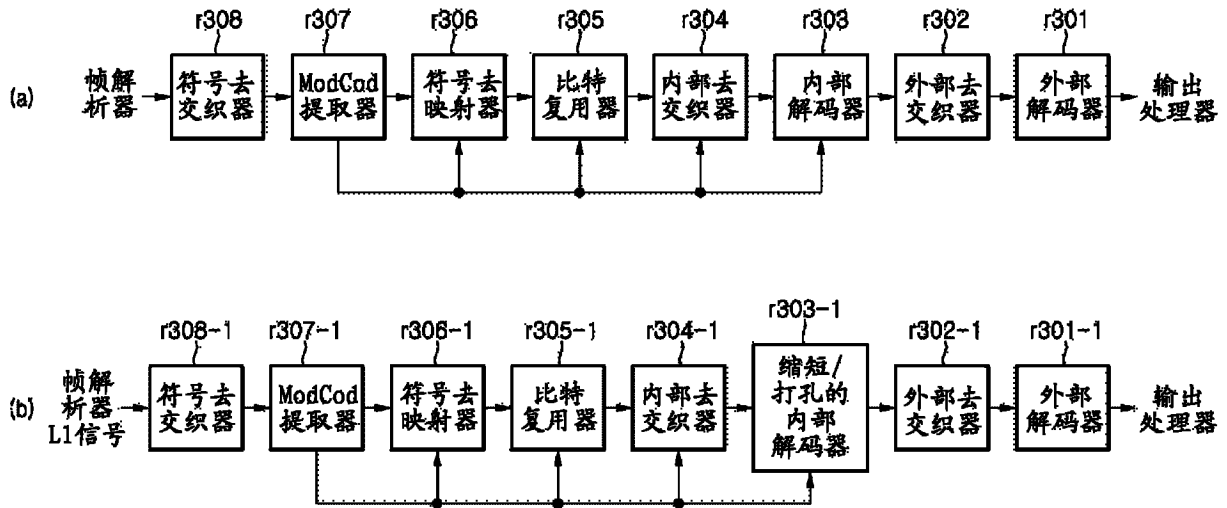 r308
r307
r306
r305
r304
r303
r302
r301
(a)
帧解
析器
符号去
交织器
ModCod
提取器
符号去
映射器
比特
复用器
内部去
交织器
内部
解码器
外部去
交织器
外部
解码器
输出
处理器
r308-1
r307-1
r306-1
r305-1
r304-1
r303-1
r302-1
r301-1
(b)
帧解
析器
L1信号
符号去
交织器
ModCod
提取器
符号去
映射器
比特
复用器
内部去
交织器
缩短/
打孔的
内部
解码器
外部去
交织器
外部
解码器
输出
处理器